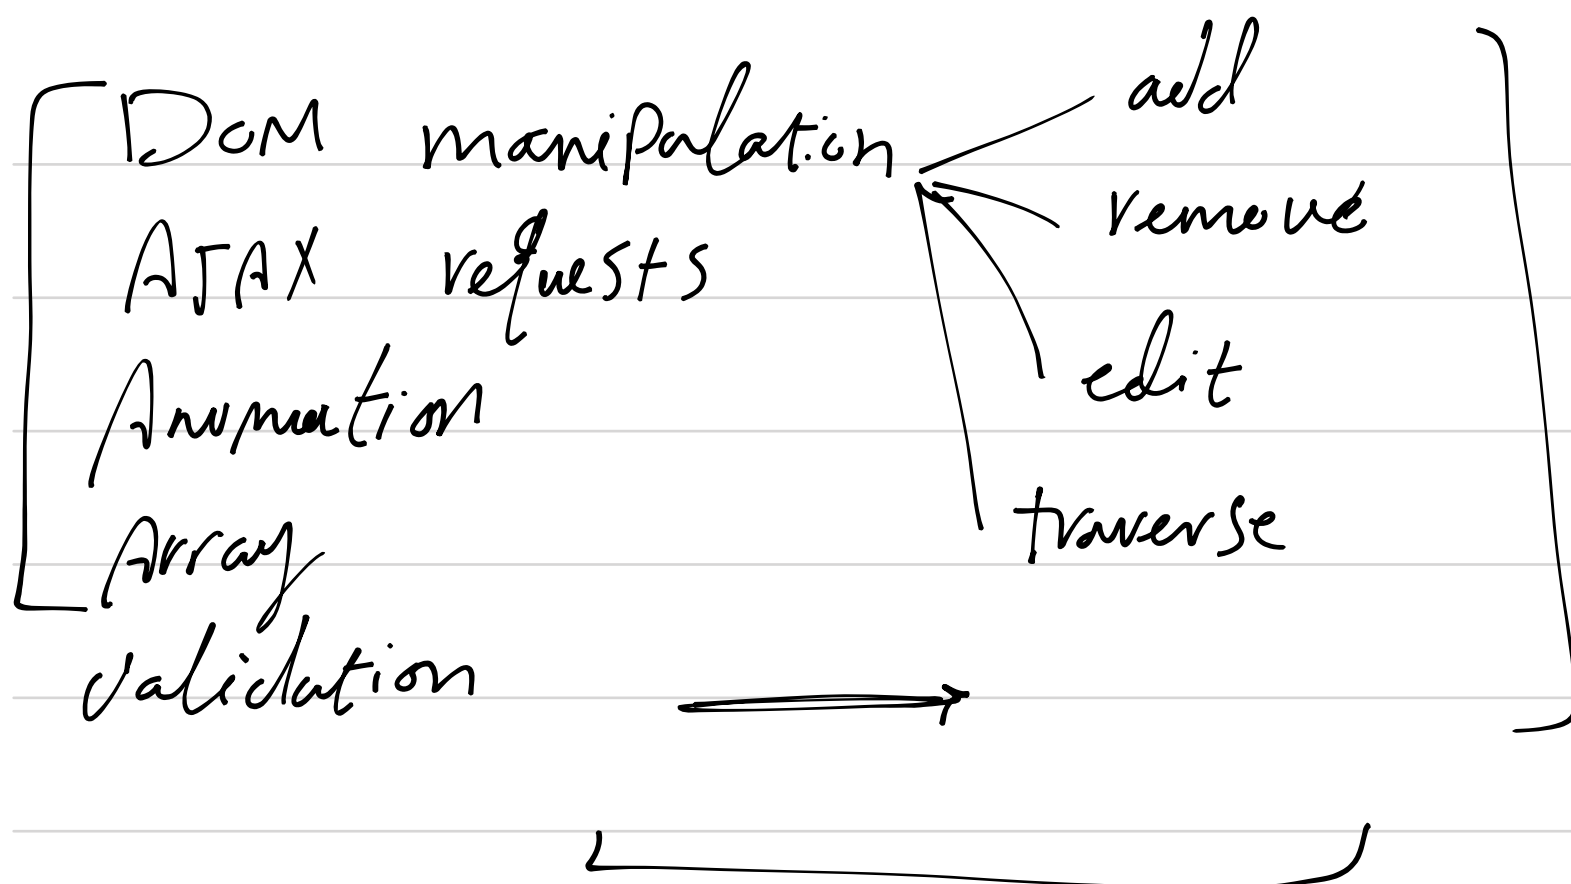 DOM manipulation
add
remove
AJAX requests
edit
Animation
traverse
Array
validation